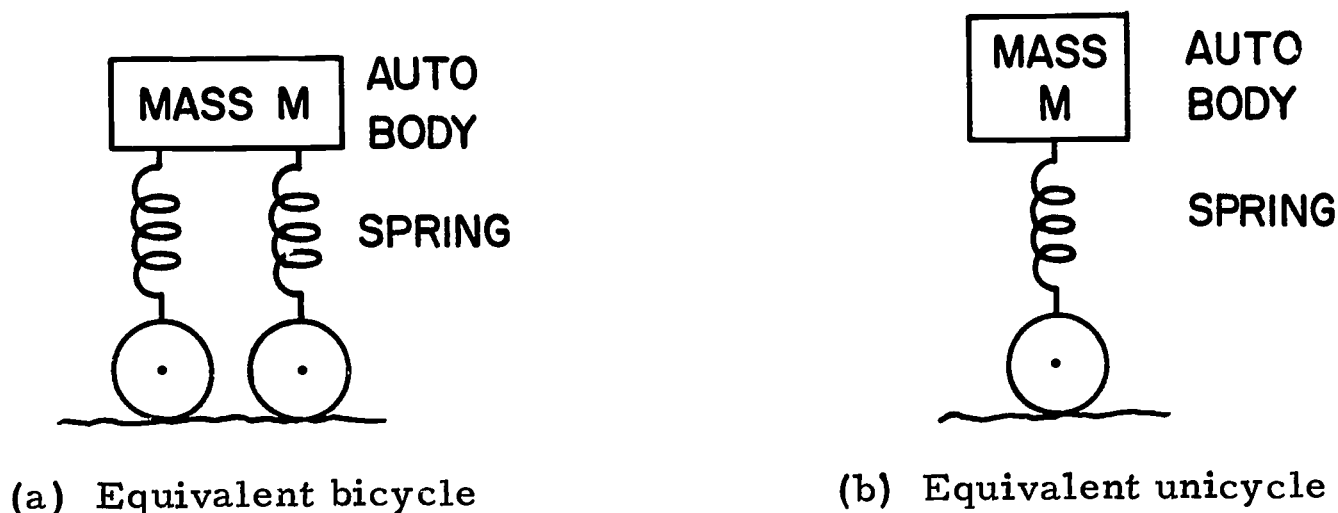 MASS M
AUTO
BODY
SPRING
(a) Equivalent bicycle
MASS
M
AUTO
BODY
SPRING
(b) Equivalent unicycle